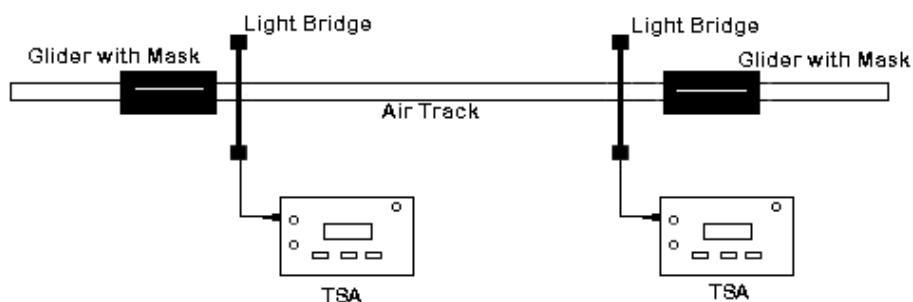 Light Bridge
Light Bridge
Glider with Mask
Glider with Mask
Air Track
TSA
TSA